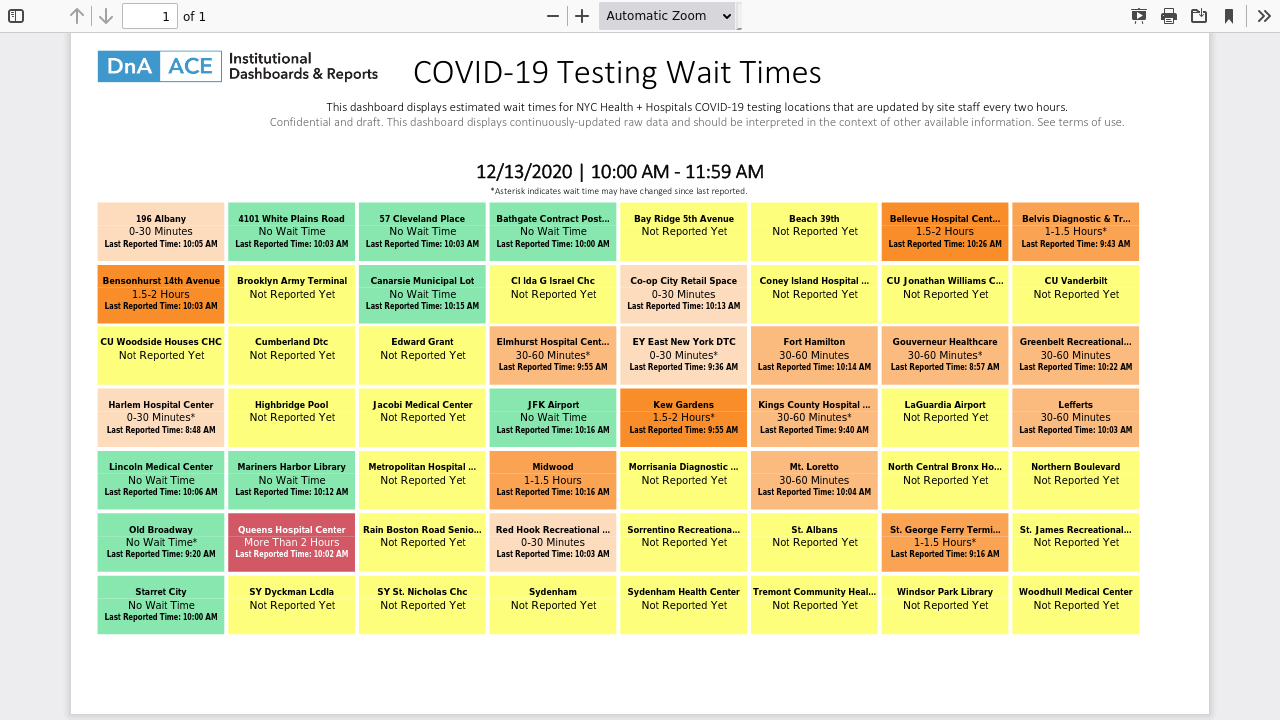 1 of 1
Automatic Zoom
DnA ACE Institutional
Dashboards & Reports
COVID-19 Testing Wait Times
This dashboard displays estimated wait times for NYC Health + Hospitals COVID-19 testing locations that are updated by site staff every two hours.
Confidential and draft. This dashboard displays continuously-updated raw data and should be interpreted in the context of other available information. See terms of use.
12/13/2020 | 10:00 AM - 11:59 AM
*Asterisk indicates wait time may have changed since last reported.
196 Albany
0-30 Minutes
Last Reported Time: 10:05 AM
4101 White Plains Road
No Wait Time
Last Reported Time: 10:03 AM
57 Cleveland Place
No Wait Time
Last Reported Time: 10:03 AM
Bathgate Contract Post...
No Wait Time
Last Reported Time: 10:00 AM
Bay Ridge 5th Avenue
Not Reported Yet
Beach 39th
Not Reported Yet
Bellevue Hospital Cent...
1.5-2 Hours
Last Reported Time: 10:26 AM
Belvis Diagnostic & Tr...
1-1.5 Hours*
Last Reported Time: 9:43 AM
Bensonhurst 14th Avenue
1.5-2 Hours
Last Reported Time: 10:03 AM
Brooklyn Army Terminal
Not Reported Yet
Canarsie Municipal Lot
No Wait Time
Last Reported Time: 10:15 AM
CI Ida G Israel Chc
Not Reported Yet
Co-op City Retail Space
0-30 Minutes
Last Reported Time: 10:13 AM
Coney Island Hospital ...
Not Reported Yet
CU Jonathan Williams C...
Not Reported Yet
CU Vanderbilt
Not Reported Yet
CU Woodside Houses CHC
Not Reported Yet
Cumberland Dtc
Not Reported Yet
Edward Grant
Not Reported Yet
Elmhurst Hospital Cent...
30-60 Minutes*
Last Reported Time: 9:55 AM
EY East New York DTC
0-30 Minutes*
Last Reported Time: 9:36 AM
Fort Hamilton
30-60 Minutes
Last Reported Time: 10:14 AM
Gouverneur Healthcare
30-60 Minutes*
Last Reported Time: 8:57 AM
Greenbelt Recreational...
30-60 Minutes
Last Reported Time: 10:22 AM
Harlem Hospital Center
0-30 Minutes*
Last Reported Time: 8:48 AM
Highbridge Pool
Not Reported Yet
Jacobi Medical Center
Not Reported Yet
JFK Airport
No Wait Time
Last Reported Time: 10:16 AM
Kew Gardens
1.5-2 Hours*
Last Reported Time: 9:55 AM
Kings County Hospital ...
30-60 Minutes*
Last Reported Time: 9:40 AM
LaGuardia Airport
Not Reported Yet
Lefferts
30-60 Minutes
Last Reported Time: 10:03 AM
Lincoln Medical Center
No Wait Time
Last Reported Time: 10:06 AM
Mariners Harbor Library
No Wait Time
Last Reported Time: 10:12 AM
Metropolitan Hospital ...
Not Reported Yet
Midwood
1-1.5 Hours
Last Reported Time: 10:16 AM
Morrisania Diagnostic ...
Not Reported Yet
Mt. Loretto
30-60 Minutes
Last Reported Time: 10:04 AM
North Central Bronx Ho...
Not Reported Yet
Northern Boulevard
Not Reported Yet
Old Broadway
No Wait Time*
Last Reported Time: 9:20 AM
Queens Hospital Center
More Than 2 Hours
Last Reported Time: 10:02 AM
Rain Boston Road Senio...
Not Reported Yet
Red Hook Recreational ...
0-30 Minutes
Last Reported Time: 10:03 AM
Sorrentino Recreationa...
Not Reported Yet
St. Albans
Not Reported Yet
St. George Ferry Termi...
1-1.5 Hours*
Last Reported Time: 9:16 AM
St. James Recreational...
Not Reported Yet
Starret City
No Wait Time
Last Reported Time: 10:00 AM
SY Dyckman Lcdla
Not Reported Yet
SY St. Nicholas Chc
Not Reported Yet
Sydenham
Not Reported Yet
Sydenham Health Center
Not Reported Yet
Tremont Community Heal...
Not Reported Yet
Windsor Park Library
Not Reported Yet
Woodhull Medical Center
Not Reported Yet